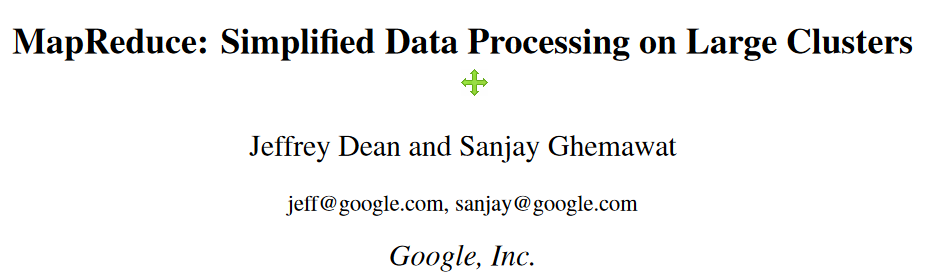 MapReduce: Simplified Data Processing on Large Clusters
Jeffrey Dean and Sanjay Ghemawat
jeff@google.com, sanjay@google.com
Google, Inc.